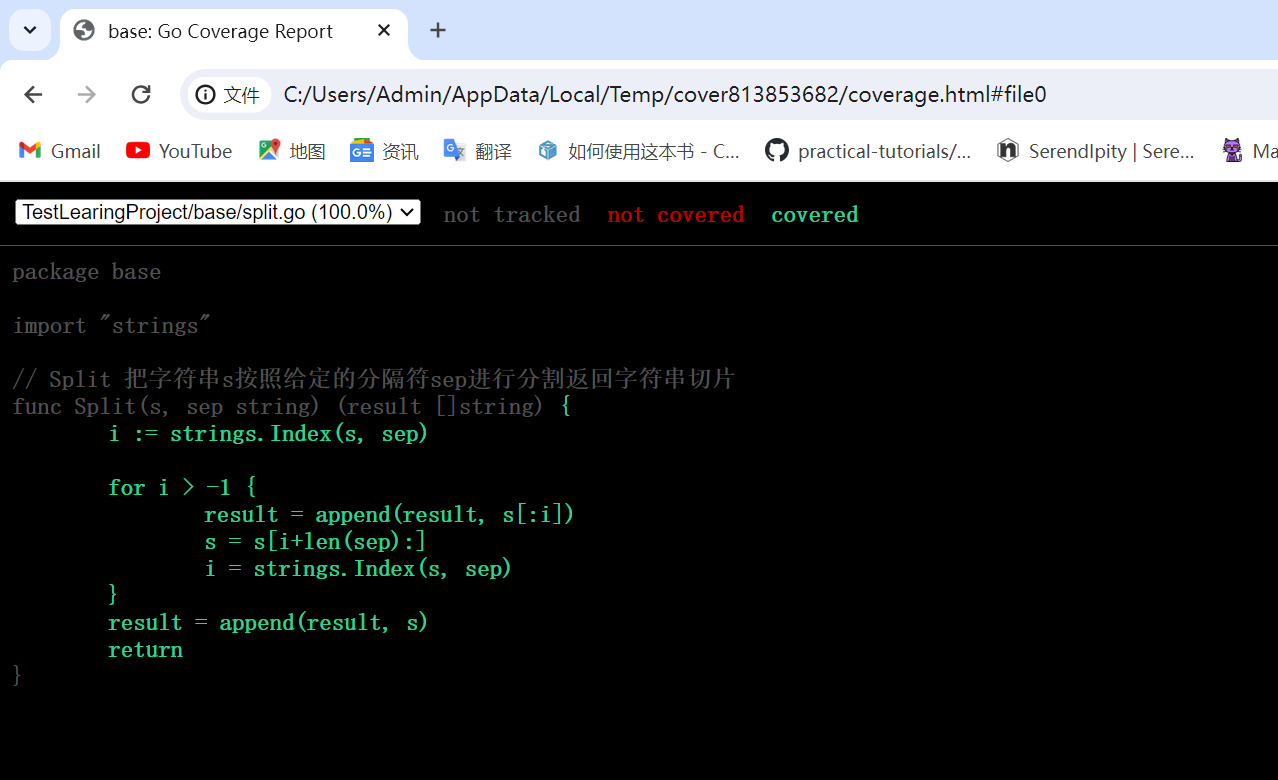 base: Go Coverage Report
文件 C:/Users/Admin/AppData/Local/Temp/cover813853682/coverage.html#file0
Gmail YouTube 地图 资讯 翻译 如何使用这本书 - C... practical-tutorials/... SerendIpity | Sere... Ma
TestLearingProject/base/split.go (100.0%) not tracked not covered covered
package base
import "strings"
// Split 把字符串s按照给定的分隔符sep进行分割返回字符串切片
func Split(s, sep string) (result []string) {
i := strings.Index(s, sep)
for i > -1 {
result = append(result, s[:i])
s = s[i+len(sep):]
i = strings.Index(s, sep)
}
result = append(result, s)
return
}